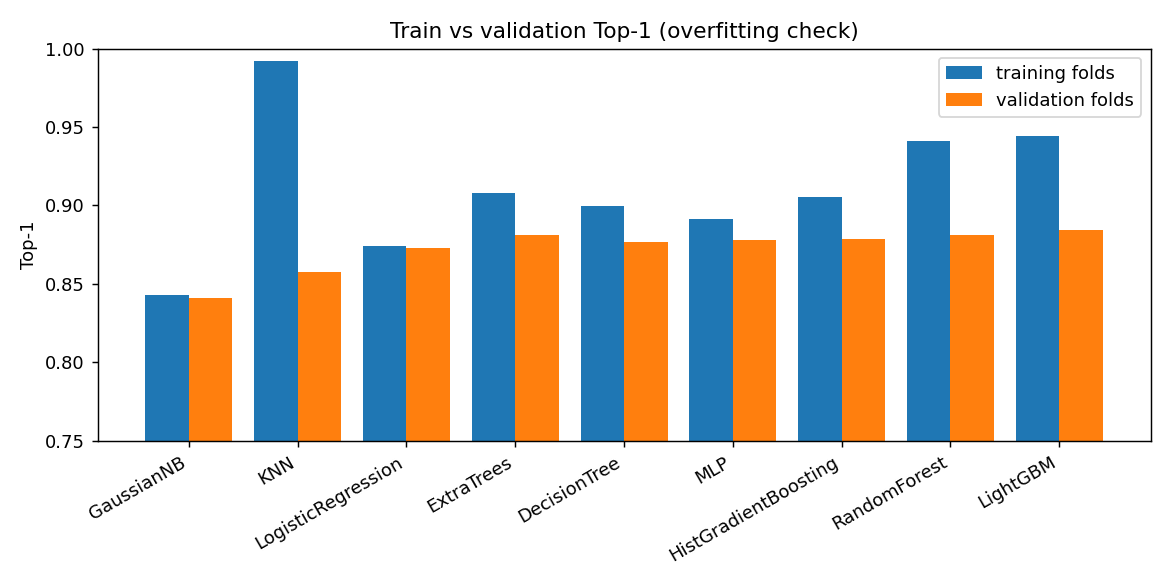 Train vs validation Top-1 (overfitting check)
1.00
0.95
0.90
0.85
0.80
0.75
Top-1
training folds
validation folds
GaussianNB
KNN
LogisticRegression
ExtraTrees
DecisionTree
MLP
HistGradientBoosting
RandomForest
LightGBM